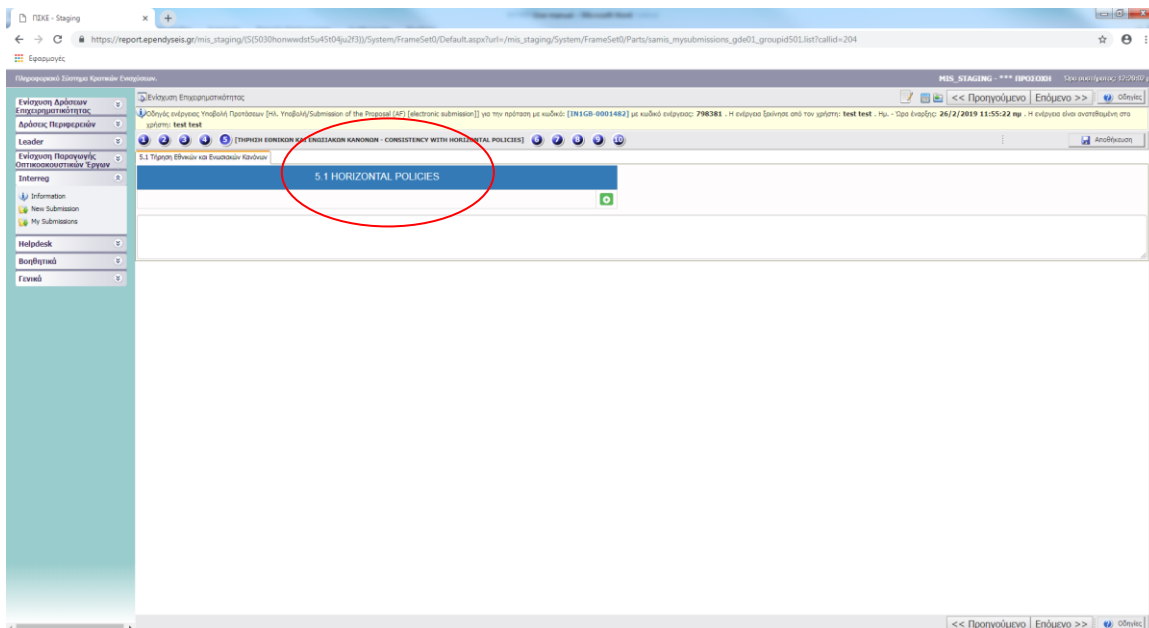 ΠΣΚΕ - Staging
https://report.ependyseis.gr/mis_staging/(S(5030honwwdst5u45t04ju2f3))/System/FrameSet0/Default.aspx?url=/mis_staging/System/FrameSet0/Parts/samis_mysubmissions_gde01_groupid501.list?callid=204
Εφαρμογές
Πληροφοριακό Σύστημα Κρατικών Ενισχύσεων.
MIS_STAGING - *** ΠΡΟΣΟΧΗ
Ενίσχυση Δράσεων Επιχειρηματικότητας
Δράσεις Περιφερειών
Leader
Ενίσχυση Παραγωγής Οπτικοακουστικών Έργων
Interreg
Information
New Submission
My Submissions
Helpdesk
Βοηθητικά
Γενικά
Ενίσχυση Επιχειρηματικότητας
<< Προηγούμενο Επόμενο >> Οδηγίες
Οδηγός ενέργειας Υποβολή Προτάσεων [Ηλ. Υποβολή/Submission of the Proposal (AF) [electronic submission]] για την πρόταση με κωδικό: [IN1GB-0001482] με κωδικό ενέργειας: 798381 . Η ενέργεια ξεκίνησε από τον χρήστη: test test . Ημ. - Ώρα έναρξης: 26/2/2019 11:55:22 πμ . Η ενέργεια είναι ανατεθειμένη στο
χρήστη: test test
1 2 3 4 5 [ΤΗΡΗΣΗ ΕΘΝΙΚΩΝ ΚΑΙ ΕΝΩΣΙΑΚΩΝ ΚΑΝΟΝΩΝ - CONSISTENCY WITH HORIZONTAL POLICIES] 6 7 8 9 10
Αποθήκευση
5.1 Τήρηση Εθνικών και Ενωσιακών Κανόνων
5.1 HORIZONTAL POLICIES
<< Προηγούμενο Επόμενο >> Οδηγίες